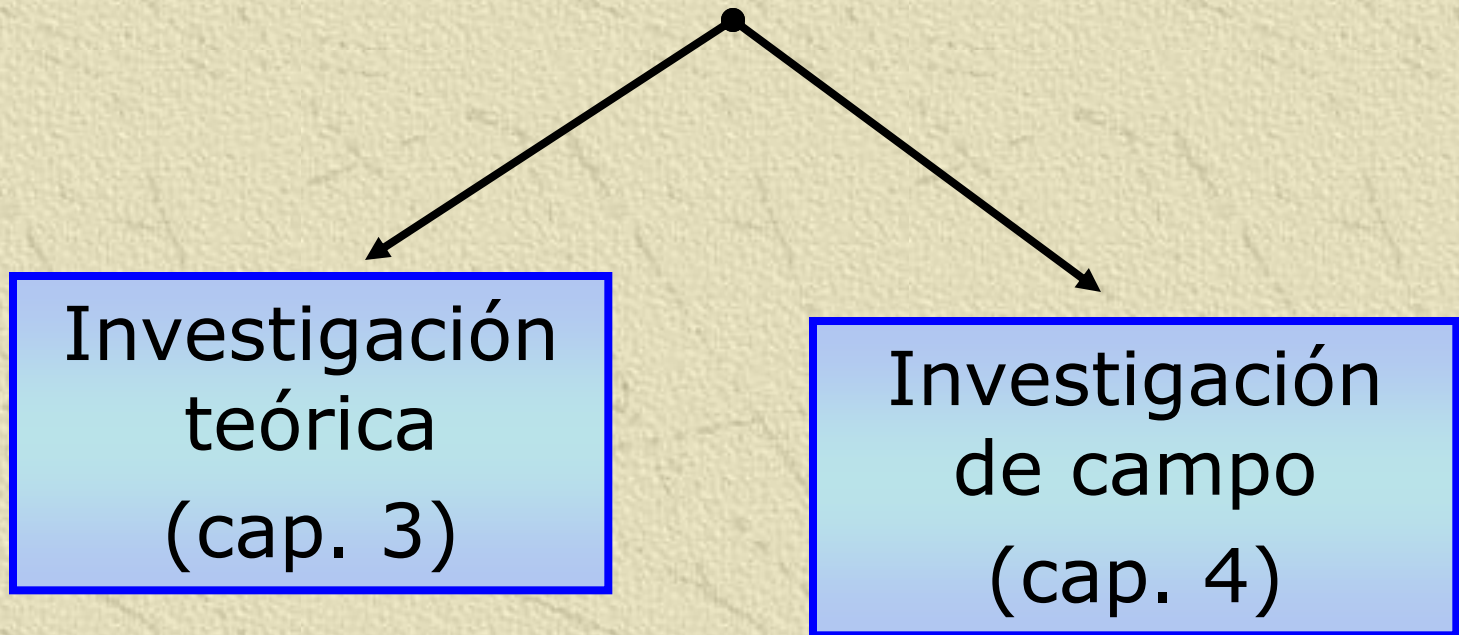 Investigación
teórica
(cap. 3)
Investigación
de campo
(cap. 4)